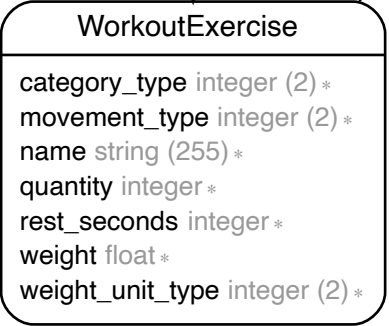 WorkoutExercise
category_type integer (2) *
movement_type integer (2) *
name string (255) *
quantity integer *
rest_seconds integer *
weight float *
weight_unit_type integer (2) *